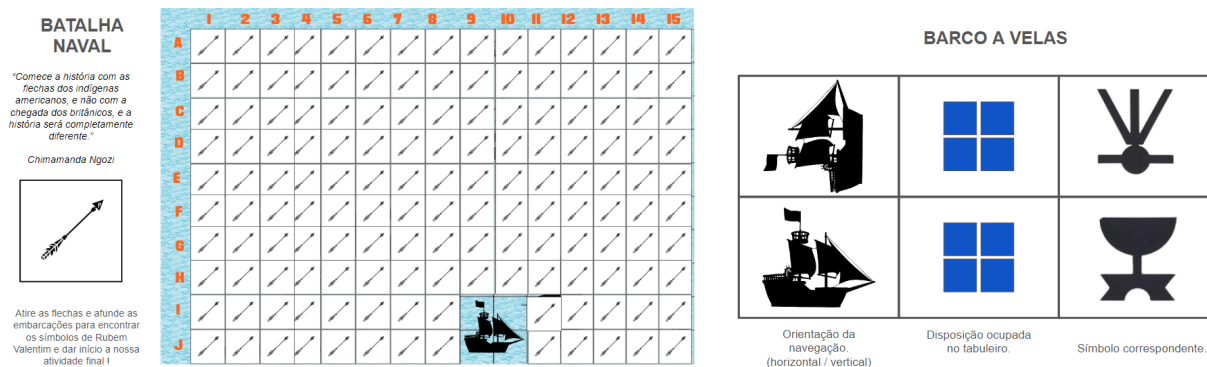 BATALHA
NAVAL
“Comece a história com as
flechas dos indígenas
americanos, e não com a
chegada dos britânicos, e a
história será completamente
diferente.”
Chimamanda Ngozi
Atire as flechas e afunde as
embarcações para encontrar
os símbolos de Rubem
Valentim e dar início a nossa
atividade final !
1 2 3 4 5 6 7 8 9 10 11 12 13 14 15
A
B
C
D
E
F
G
H
I
J
BARCO A VELAS
Orientação da
navegação.
(horizontal / vertical)
Disposição ocupada
no tabuleiro.
Símbolo correspondente.